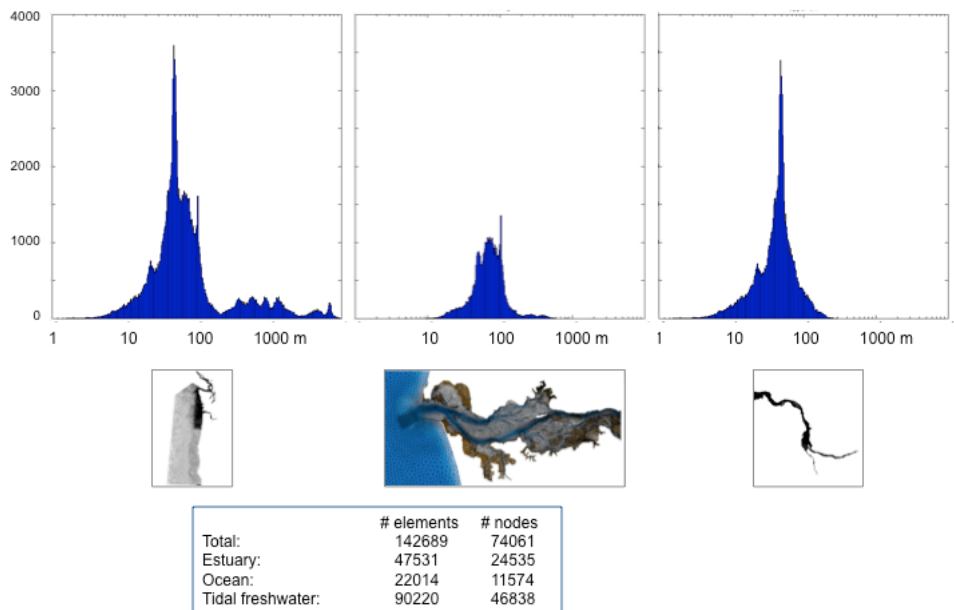 4000
3000
2000
1000
0
1 10 100 1000 m 1 10 100 1000 m 1 10 100 1000 m
# elements # nodes
Total: 142689 74061
Estuary: 47531 24535
Ocean: 22014 11574
Tidal freshwater: 90220 46838